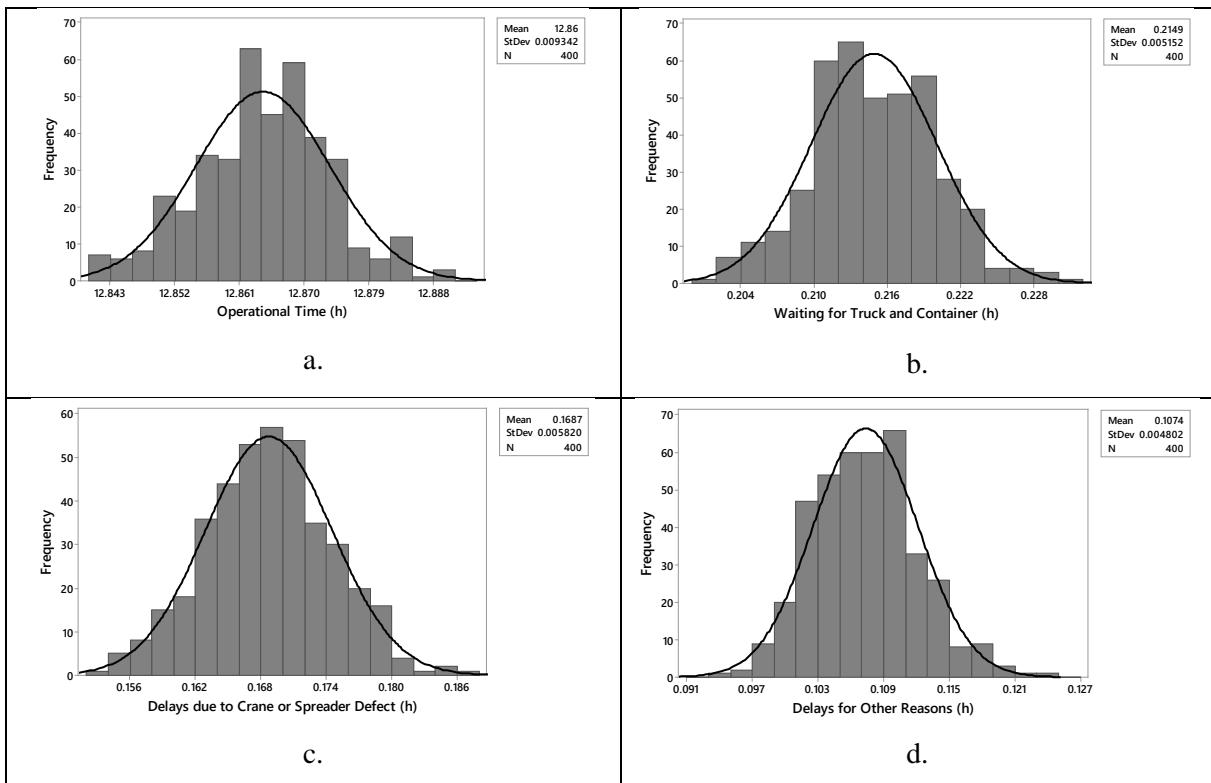 Mean 12.86
StDev 0.009342
N 400
70
60
50
40
30
20
10
0
Frequency
12.843 12.852 12.861 12.870 12.879 12.888
Operational Time (h)
a.
Mean 0.2149
StDev 0.005152
N 400
70
60
50
40
30
20
10
0
Frequency
0.204 0.210 0.216 0.222 0.228
Waiting for Truck and Container (h)
b.
Mean 0.1687
StDev 0.005820
N 400
60
50
40
30
20
10
0
Frequency
0.156 0.162 0.168 0.174 0.180 0.186
Delays due to Crane or Spreader Defect (h)
c.
Mean 0.1074
StDev 0.004802
N 400
70
60
50
40
30
20
10
0
Frequency
0.091 0.097 0.103 0.109 0.115 0.121 0.127
Delays for Other Reasons (h)
d.